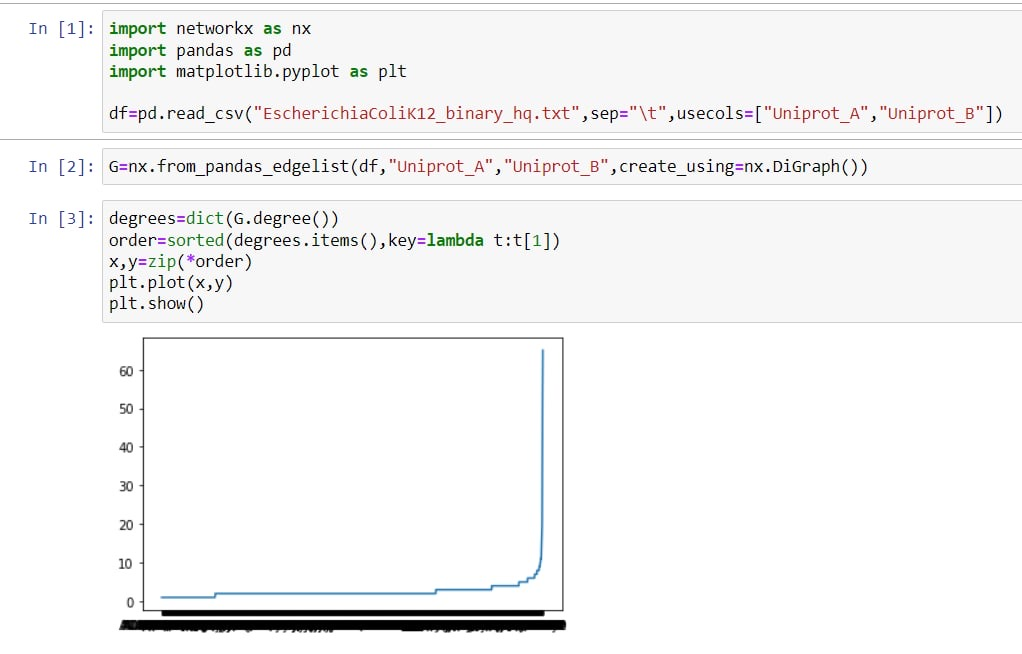 In [1]: import networkx as nx
import pandas as pd
import matplotlib.pyplot as plt
df=pd.read_csv("EscherichiaColiK12_binary_hq.txt",sep="\t",usecols=["Uniprot_A","Uniprot_B"])
In [2]: G=nx.from_pandas_edgelist(df,"Uniprot_A","Uniprot_B",create_using=nx.DiGraph())
In [3]: degrees=dict(G.degree())
order=sorted(degrees.items(),key=lambda t:t[1])
x,y=zip(*order)
plt.plot(x,y)
plt.show()
60
50
40
30
20
10
0